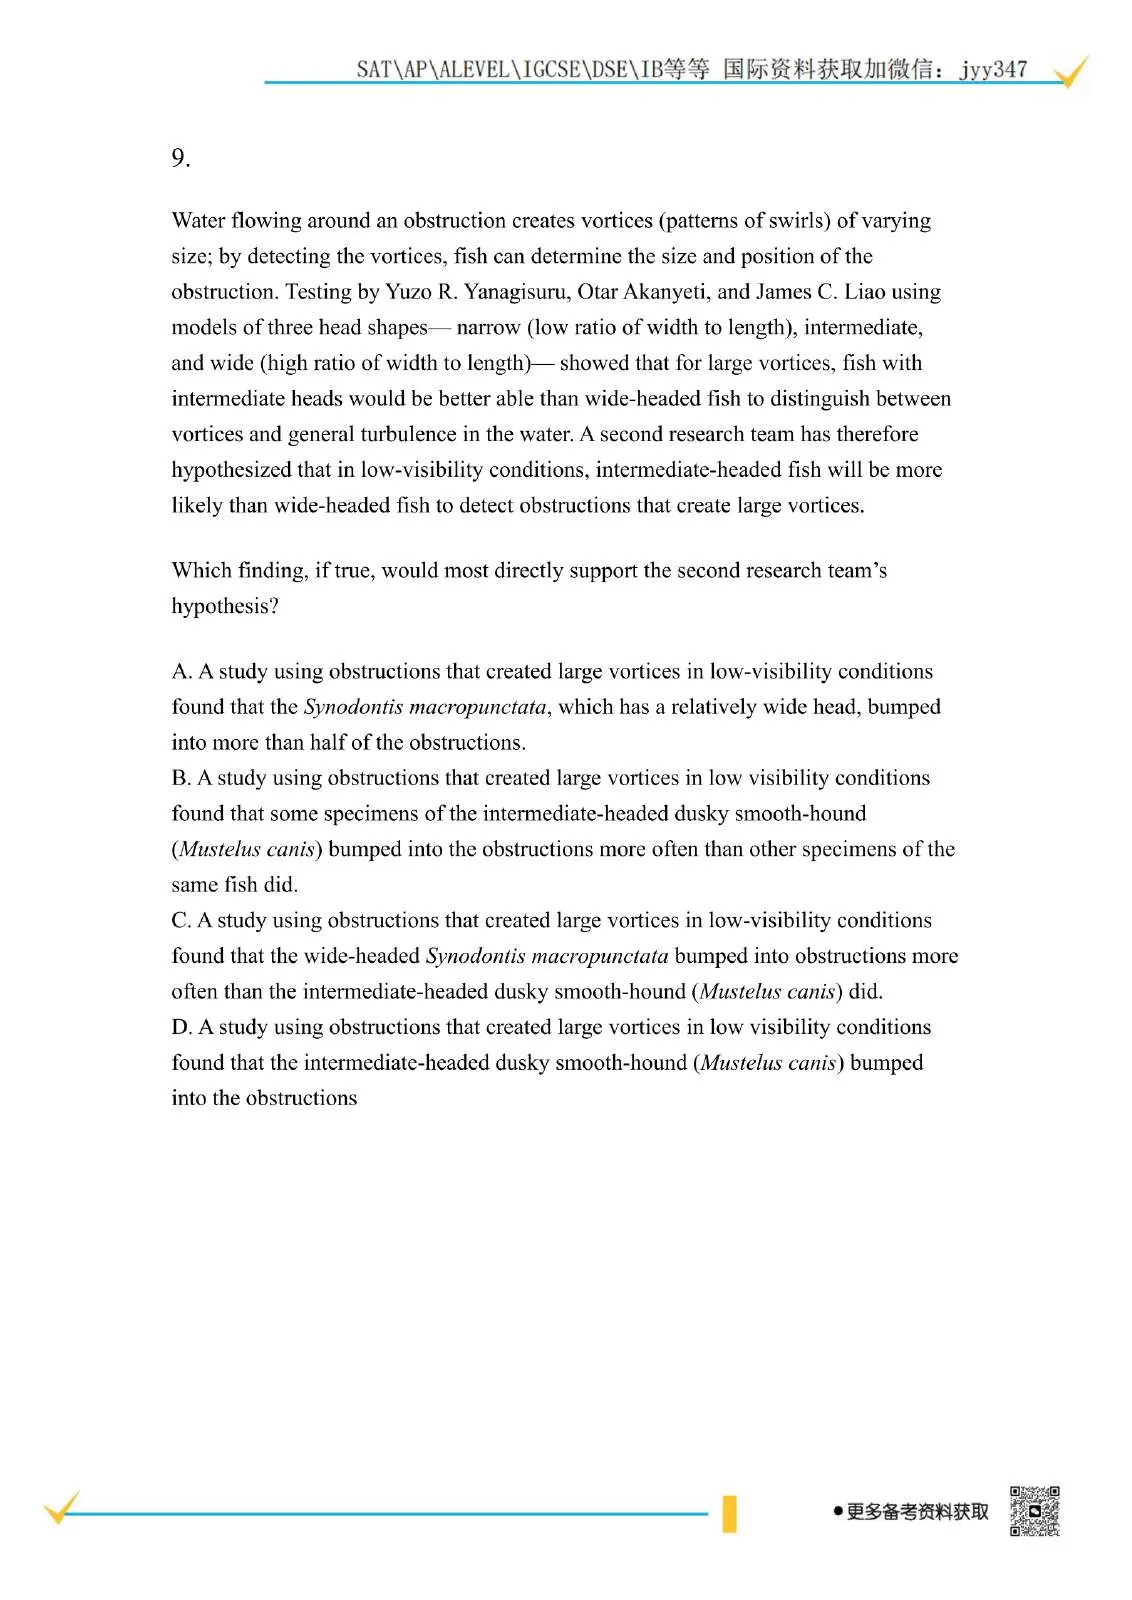 SAT\AP\ALEVEL\IGCSE\DSE\IB等等 国际资料获取加微信：jyy347
9.
Water flowing around an obstruction creates vortices (patterns of swirls) of varying
size; by detecting the vortices, fish can determine the size and position of the
obstruction. Testing by Yuzo R. Yanagisuru, Otar Akanyeti, and James C. Liao using
models of three head shapes— narrow (low ratio of width to length), intermediate,
and wide (high ratio of width to length)— showed that for large vortices, fish with
intermediate heads would be better able than wide-headed fish to distinguish between
vortices and general turbulence in the water. A second research team has therefore
hypothesized that in low-visibility conditions, intermediate-headed fish will be more
likely than wide-headed fish to detect obstructions that create large vortices.
Which finding, if true, would most directly support the second research team’s
hypothesis?
A. A study using obstructions that created large vortices in low-visibility conditions
found that the Synodontis macropunctata, which has a relatively wide head, bumped
into more than half of the obstructions.
B. A study using obstructions that created large vortices in low visibility conditions
found that some specimens of the intermediate-headed dusky smooth-hound
(Mustelus canis) bumped into the obstructions more often than other specimens of the
same fish did.
C. A study using obstructions that created large vortices in low-visibility conditions
found that the wide-headed Synodontis macropunctata bumped into obstructions more
often than the intermediate-headed dusky smooth-hound (Mustelus canis) did.
D. A study using obstructions that created large vortices in low visibility conditions
found that the intermediate-headed dusky smooth-hound (Mustelus canis) bumped
into the obstructions
●更多备考资料获取